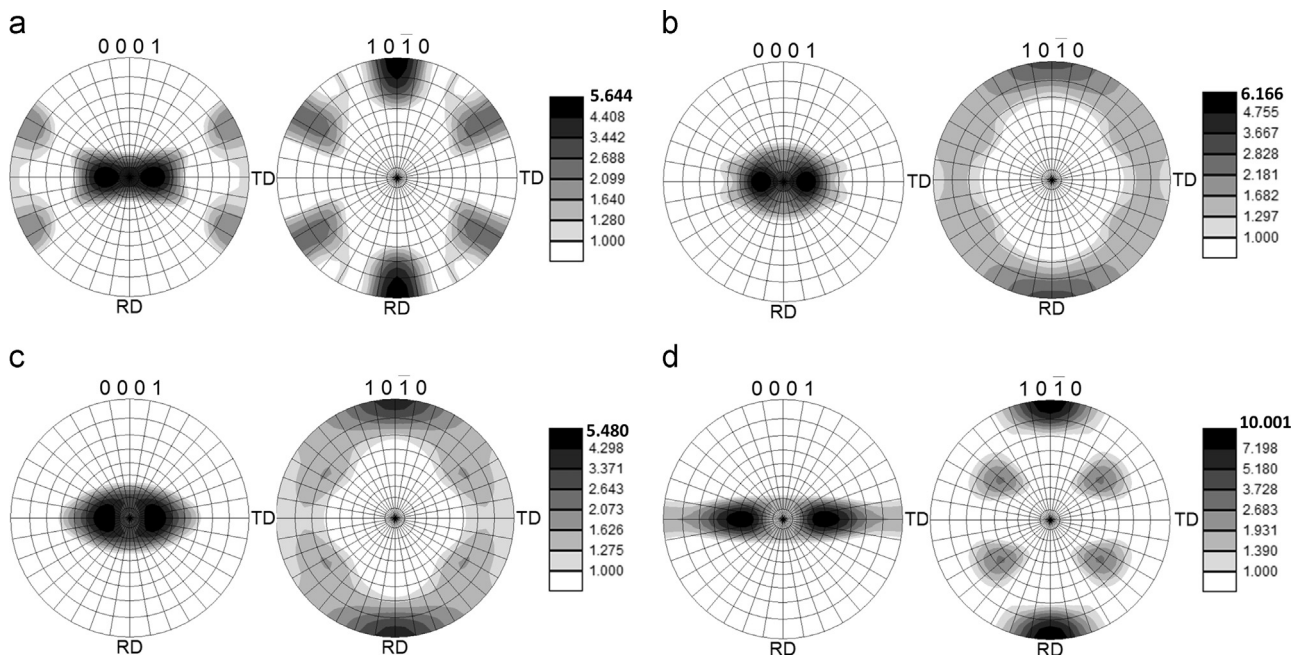 a
0 0 0 1
1 0 1̅ 0
TD
TD
RD
RD
5.644
4.408
3.442
2.688
2.099
1.640
1.280
1.000
b
0 0 0 1
1 0 1̅ 0
TD
TD
RD
RD
6.166
4.755
3.667
2.828
2.181
1.682
1.297
1.000
c
0 0 0 1
1 0 1̅ 0
TD
TD
RD
RD
5.480
4.298
3.371
2.643
2.073
1.626
1.275
1.000
d
0 0 0 1
1 0 1̅ 0
TD
TD
RD
RD
10.001
7.198
5.180
3.728
2.683
1.931
1.390
1.000